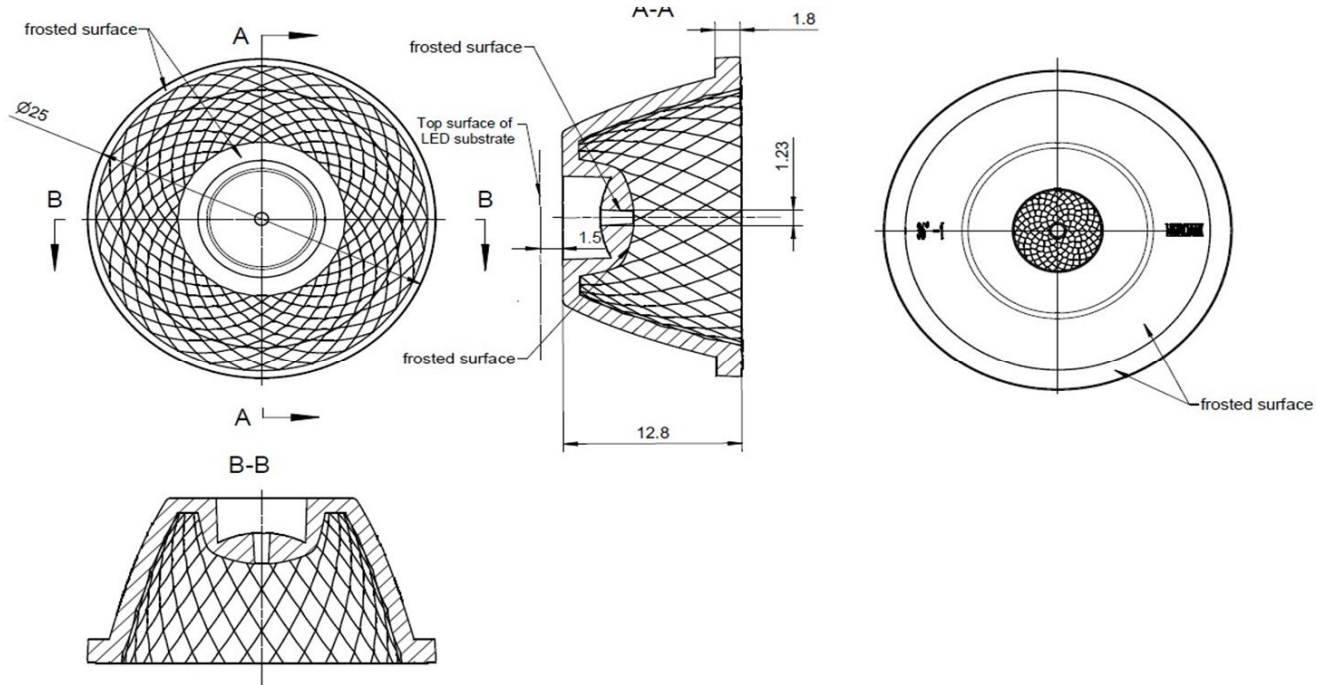 A-A
1.8
frosted surface
A
frosted surface
Ø25
Top surface of
LED substrate
1.23
B
B
1.5
frosted surface
frosted surface
A
12.8
B-B